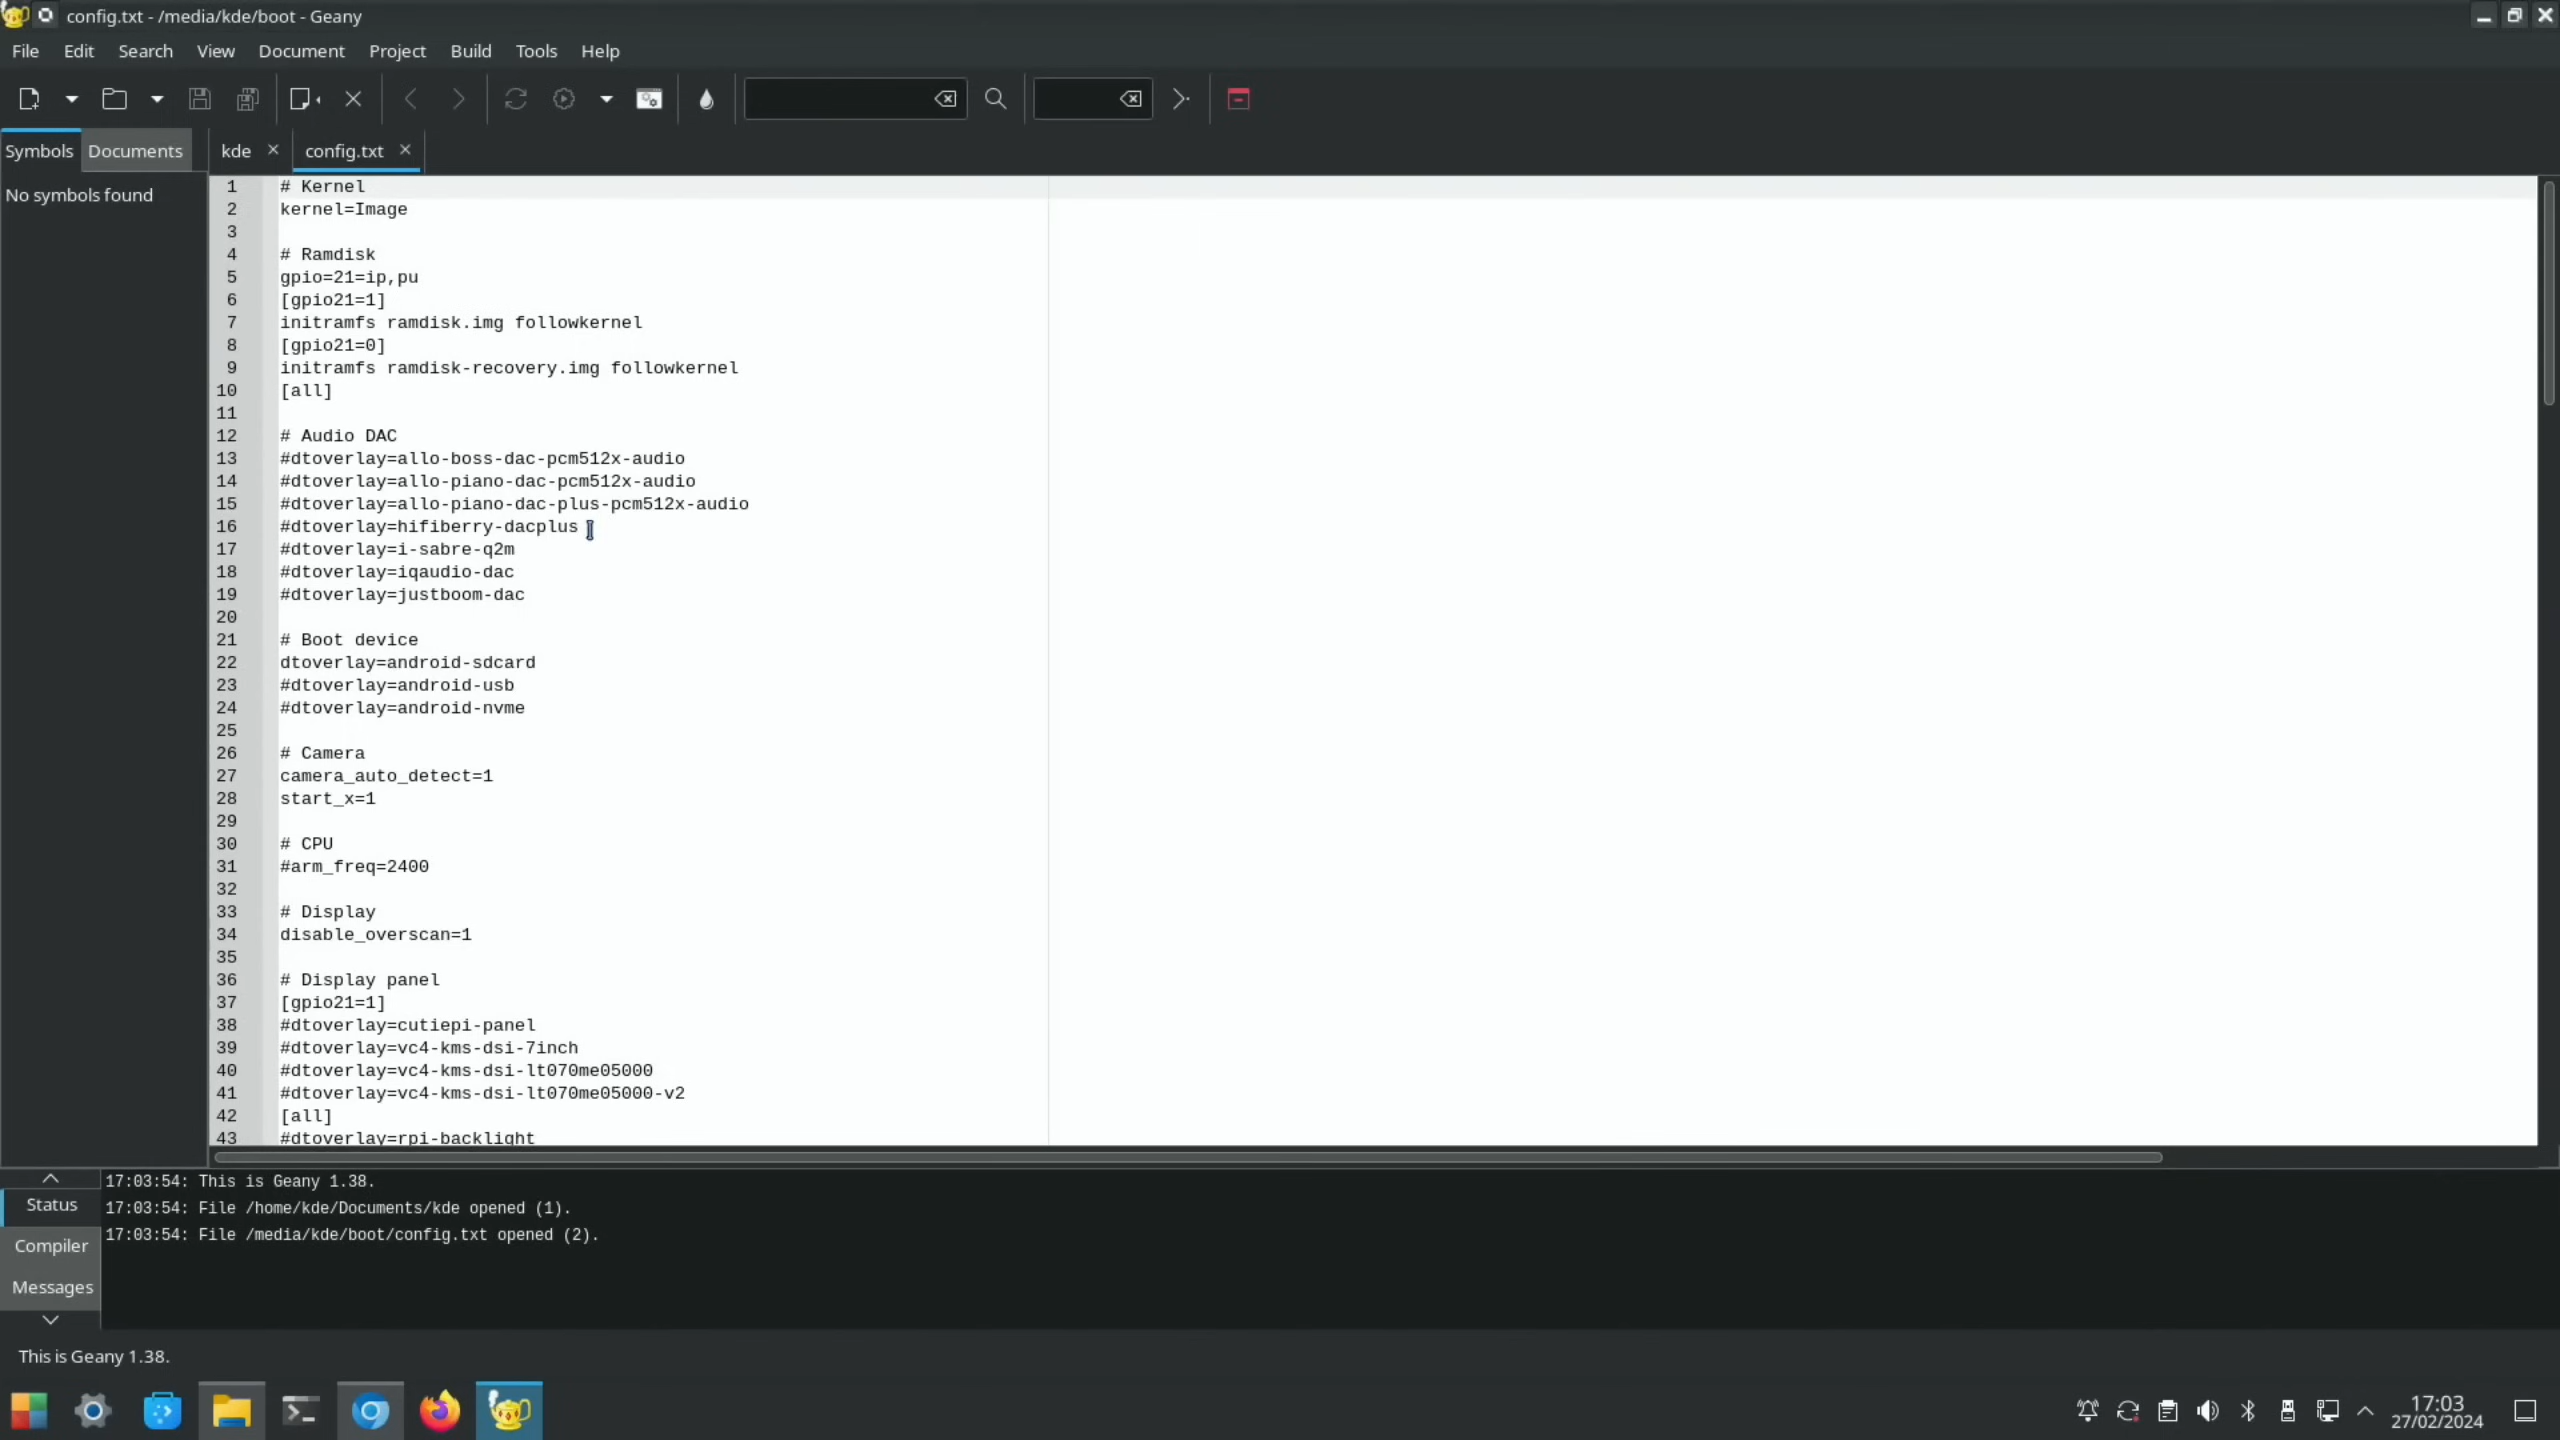 config.txt - /media/kde/boot - Geany
File Edit Search View Document Project Build Tools Help
Symbols Documents kde config.txt
No symbols found
1 # Kernel
2 kernel=Image
3
4 # Ramdisk
5 gpio=21=ip,pu
6 [gpio21=1]
7 initramfs ramdisk.img followkernel
8 [gpio21=0]
9 initramfs ramdisk-recovery.img followkernel
10 [all]
11
12 # Audio DAC
13 #dtoverlay=allo-boss-dac-pcm512x-audio
14 #dtoverlay=allo-piano-dac-pcm512x-audio
15 #dtoverlay=allo-piano-dac-plus-pcm512x-audio
16 #dtoverlay=hifiberry-dacplus
17 #dtoverlay=i-sabre-q2m
18 #dtoverlay=iqaudio-dac
19 #dtoverlay=justboom-dac
20
21 # Boot device
22 dtoverlay=android-sdcard
23 #dtoverlay=android-usb
24 #dtoverlay=android-nvme
25
26 # Camera
27 camera_auto_detect=1
28 start_x=1
29
30 # CPU
31 #arm_freq=2400
32
33 # Display
34 disable_overscan=1
35
36 # Display panel
37 [gpio21=1]
38 #dtoverlay=cutiepi-panel
39 #dtoverlay=vc4-kms-dsi-7inch
40 #dtoverlay=vc4-kms-dsi-lt070me05000
41 #dtoverlay=vc4-kms-dsi-lt070me05000-v2
42 [all]
43 #dtoverlay=rpi-backlight
Status
Compiler
Messages
17:03:54: This is Geany 1.38.
17:03:54: File /home/kde/Documents/kde opened (1).
17:03:54: File /media/kde/boot/config.txt opened (2).
This is Geany 1.38.
17:03
27/02/2024